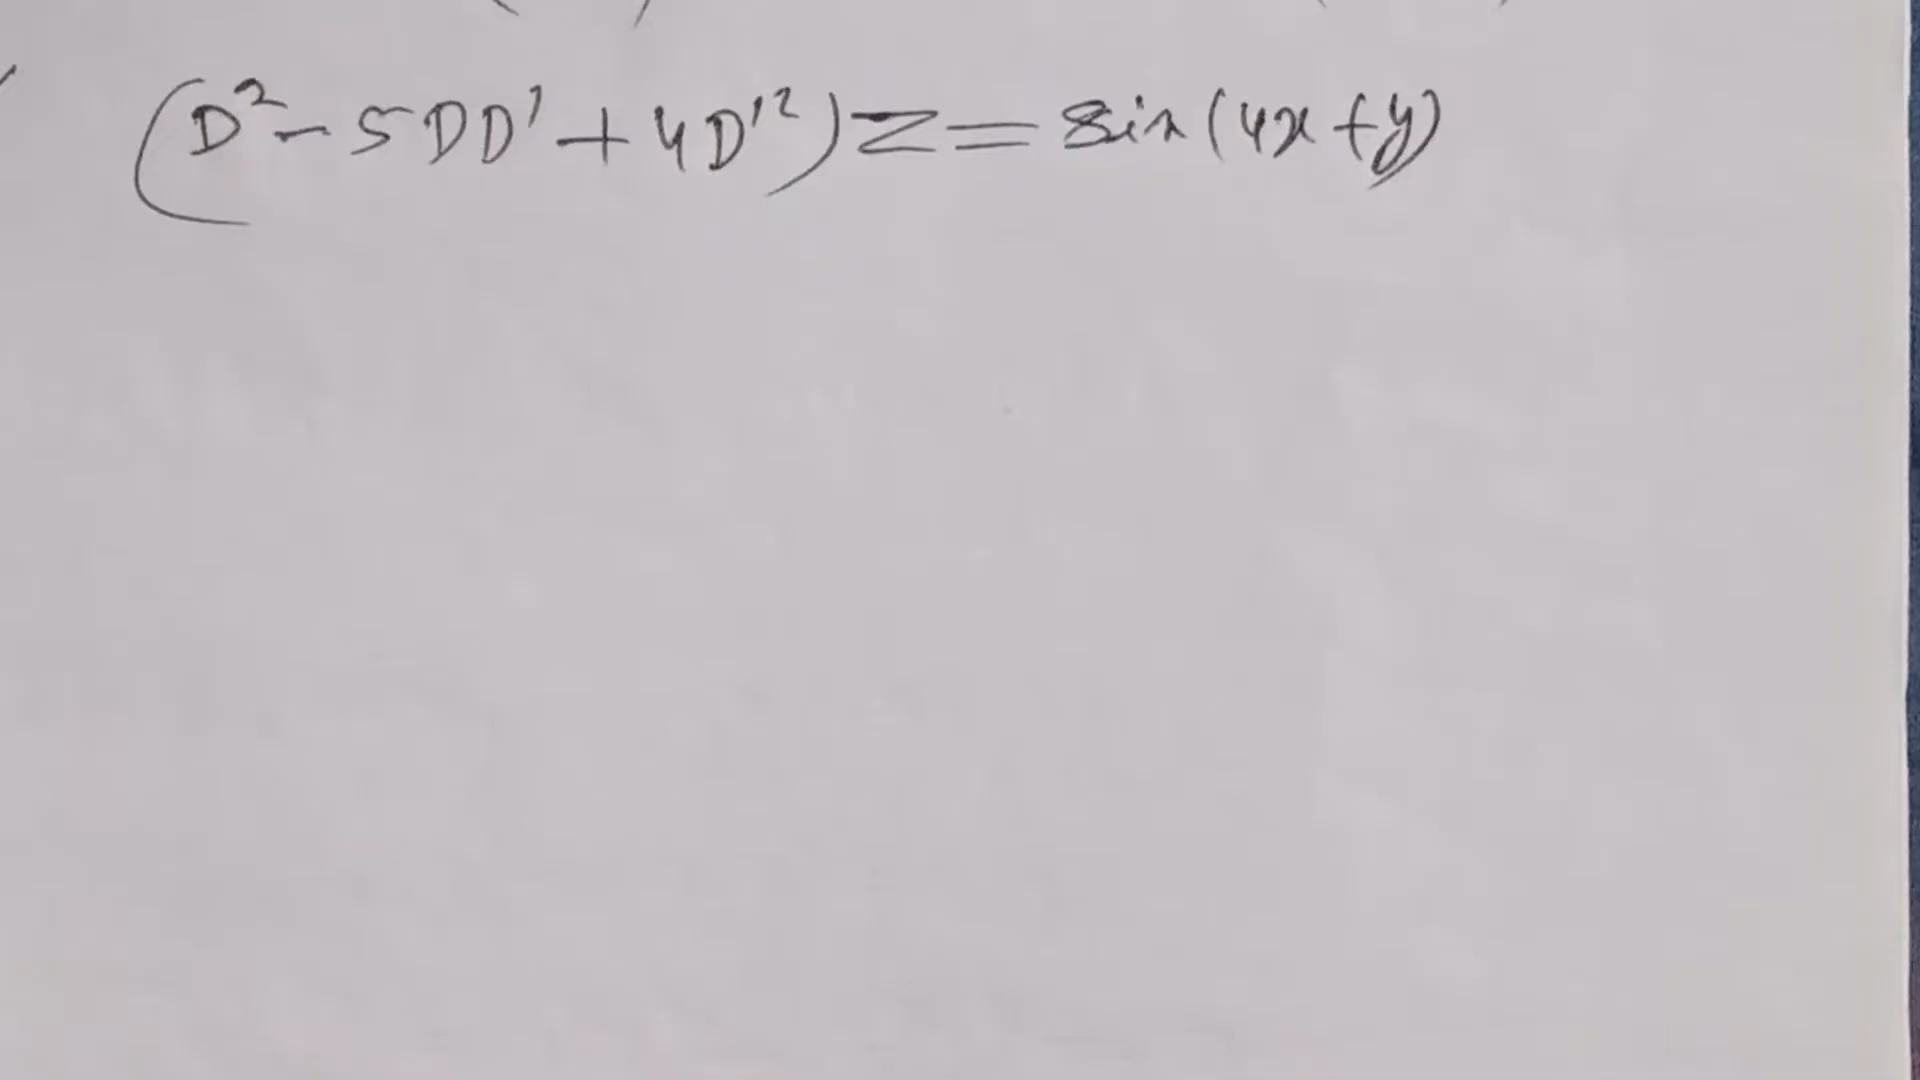 (D² - 5DD' + 4D'²)z = sin(4x+y)